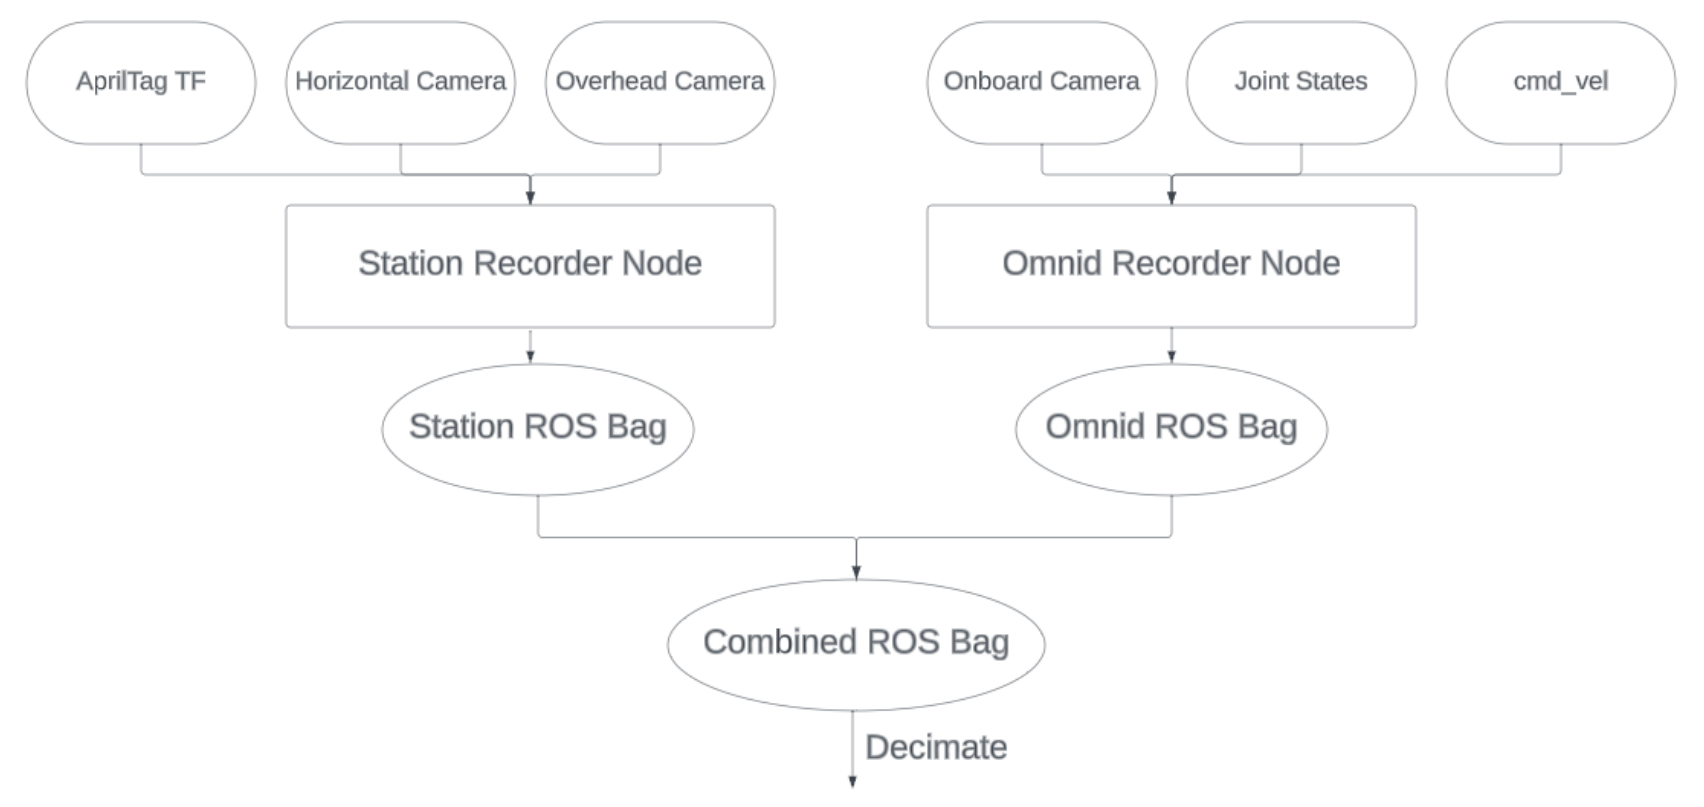 AprilTag TF
Horizontal Camera
Overhead Camera
Onboard Camera
Joint States
cmd_vel
Station Recorder Node
Omnid Recorder Node
Station ROS Bag
Omnid ROS Bag
Combined ROS Bag
Decimate